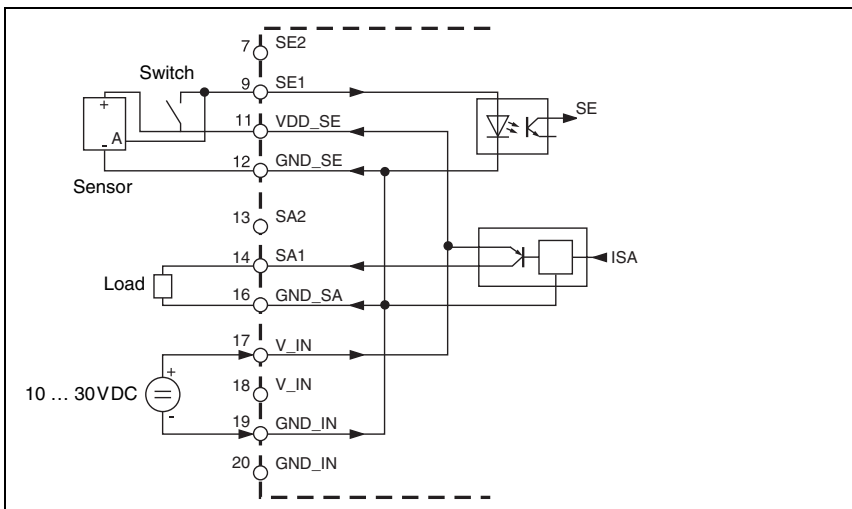 7 SE2
Switch
9 SE1
SE
+
11 VDD_SE
A
-
12 GND_SE
Sensor
13 SA2
14 SA1
ISA
Load
16 GND_SA
17 V_IN
+
10 ... 30VDC
18 V_IN
-
19 GND_IN
20 GND_IN